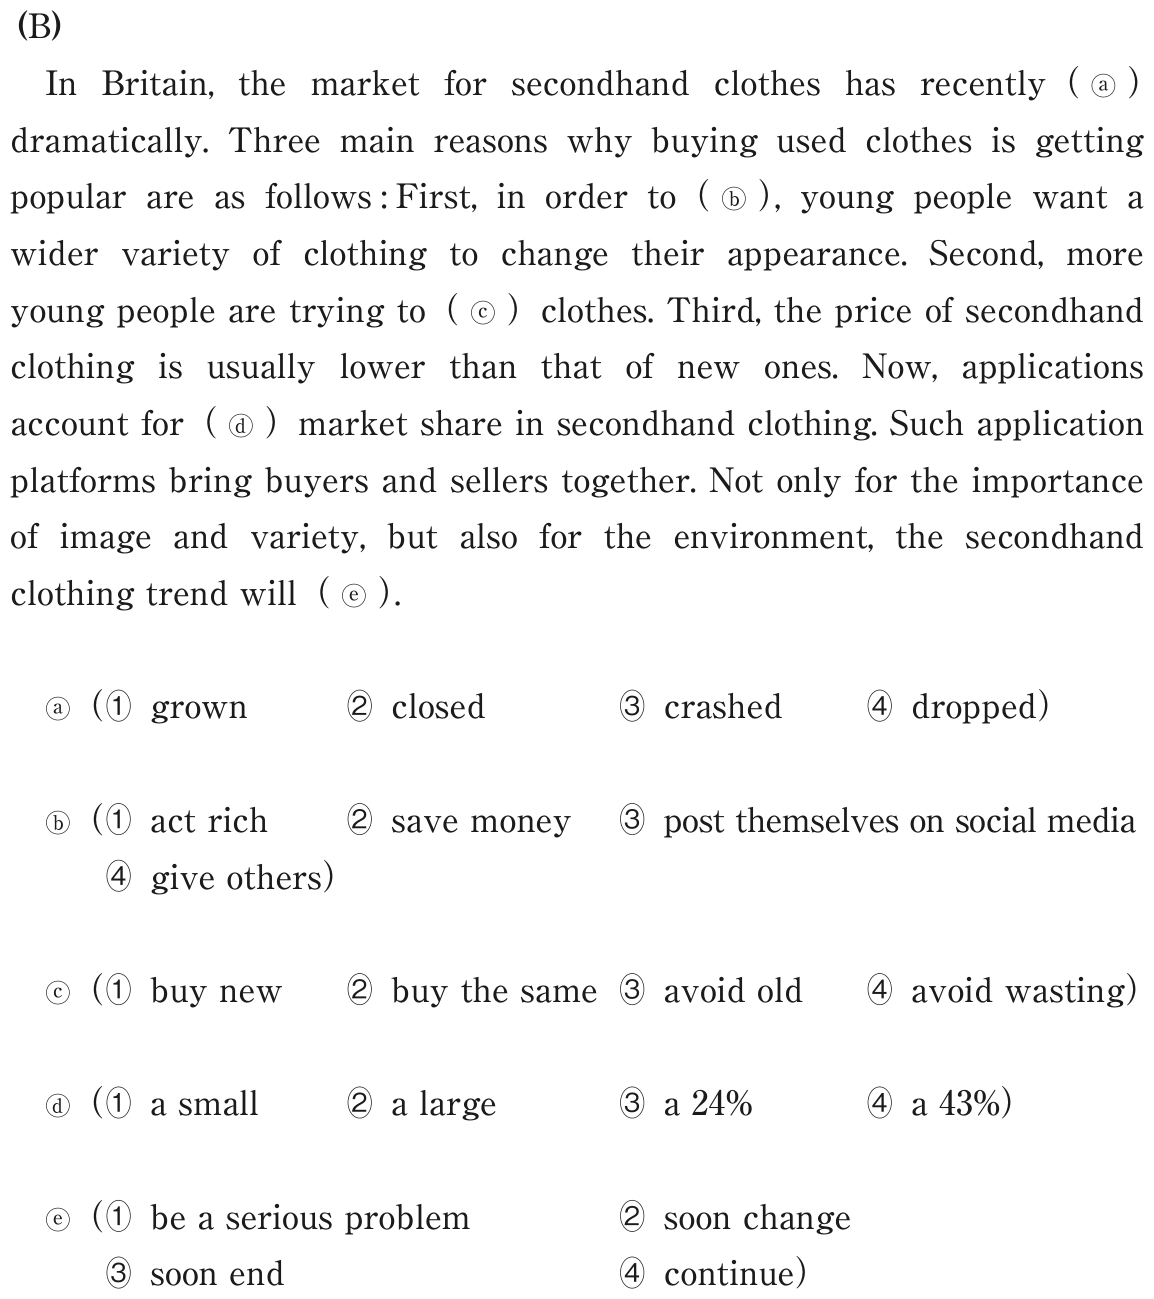 (B)
In Britain, the market for secondhand clothes has recently ( ⓐ )
dramatically. Three main reasons why buying used clothes is getting
popular are as follows : First, in order to ( ⓑ ), young people want a
wider variety of clothing to change their appearance. Second, more
young people are trying to ( ⓒ ) clothes. Third, the price of secondhand
clothing is usually lower than that of new ones. Now, applications
account for ( ⓓ ) market share in secondhand clothing. Such application
platforms bring buyers and sellers together. Not only for the importance
of image and variety, but also for the environment, the secondhand
clothing trend will ( ⓔ ).
ⓐ (① grown ② closed ③ crashed ④ dropped)
ⓑ (① act rich ② save money ③ post themselves on social media
④ give others)
ⓒ (① buy new ② buy the same ③ avoid old ④ avoid wasting)
ⓓ (① a small ② a large ③ a 24% ④ a 43%)
ⓔ (① be a serious problem ② soon change
③ soon end ④ continue)